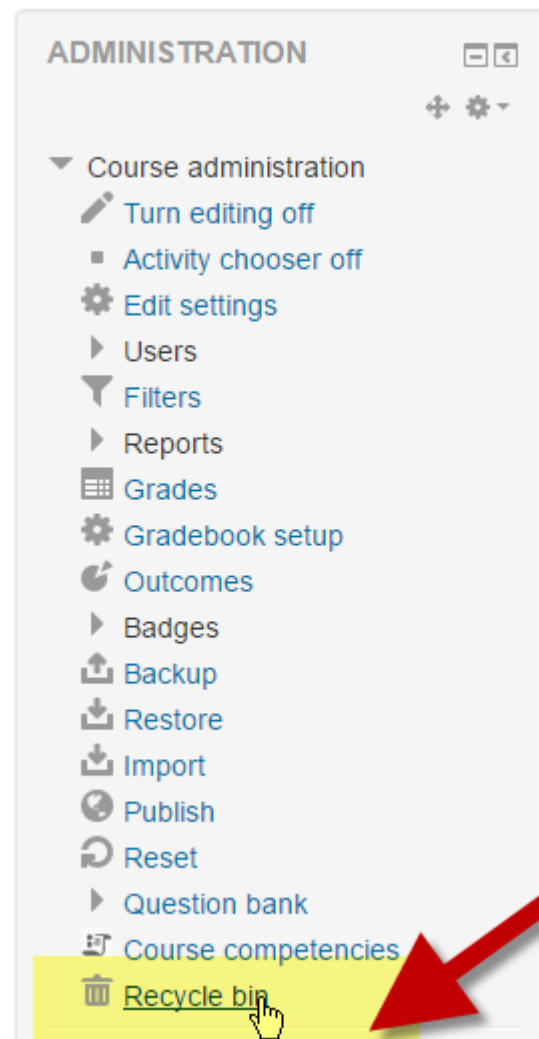 ADMINISTRATION
Course administration
Turn editing off
Activity chooser off
Edit settings
Users
Filters
Reports
Grades
Gradebook setup
Outcomes
Badges
Backup
Restore
Import
Publish
Reset
Question bank
Course competencies
Recycle bin